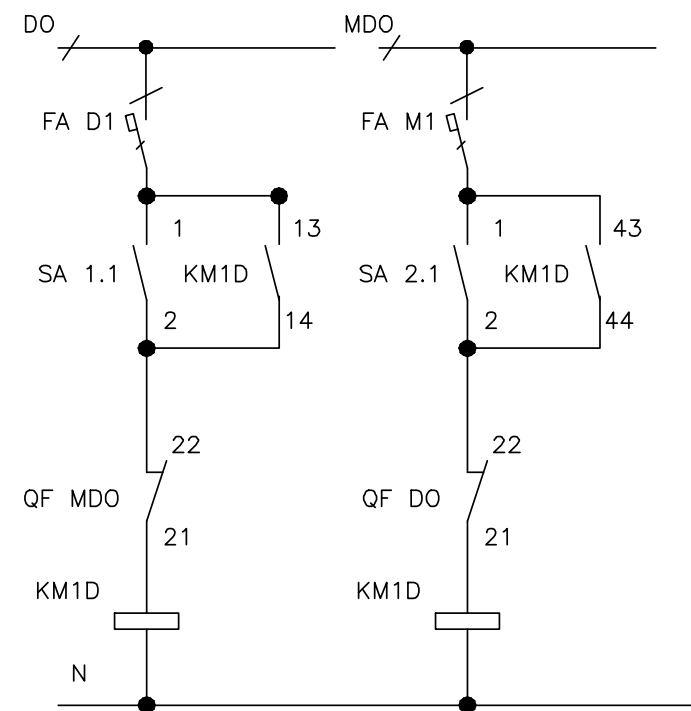 DO MDO
FA D1 FA M1
1 13 1 43
SA 1.1 KM1D SA 2.1 KM1D
2 14 2 44
22 22
QF MDO QF DO
21 21
KM1D KM1D
N